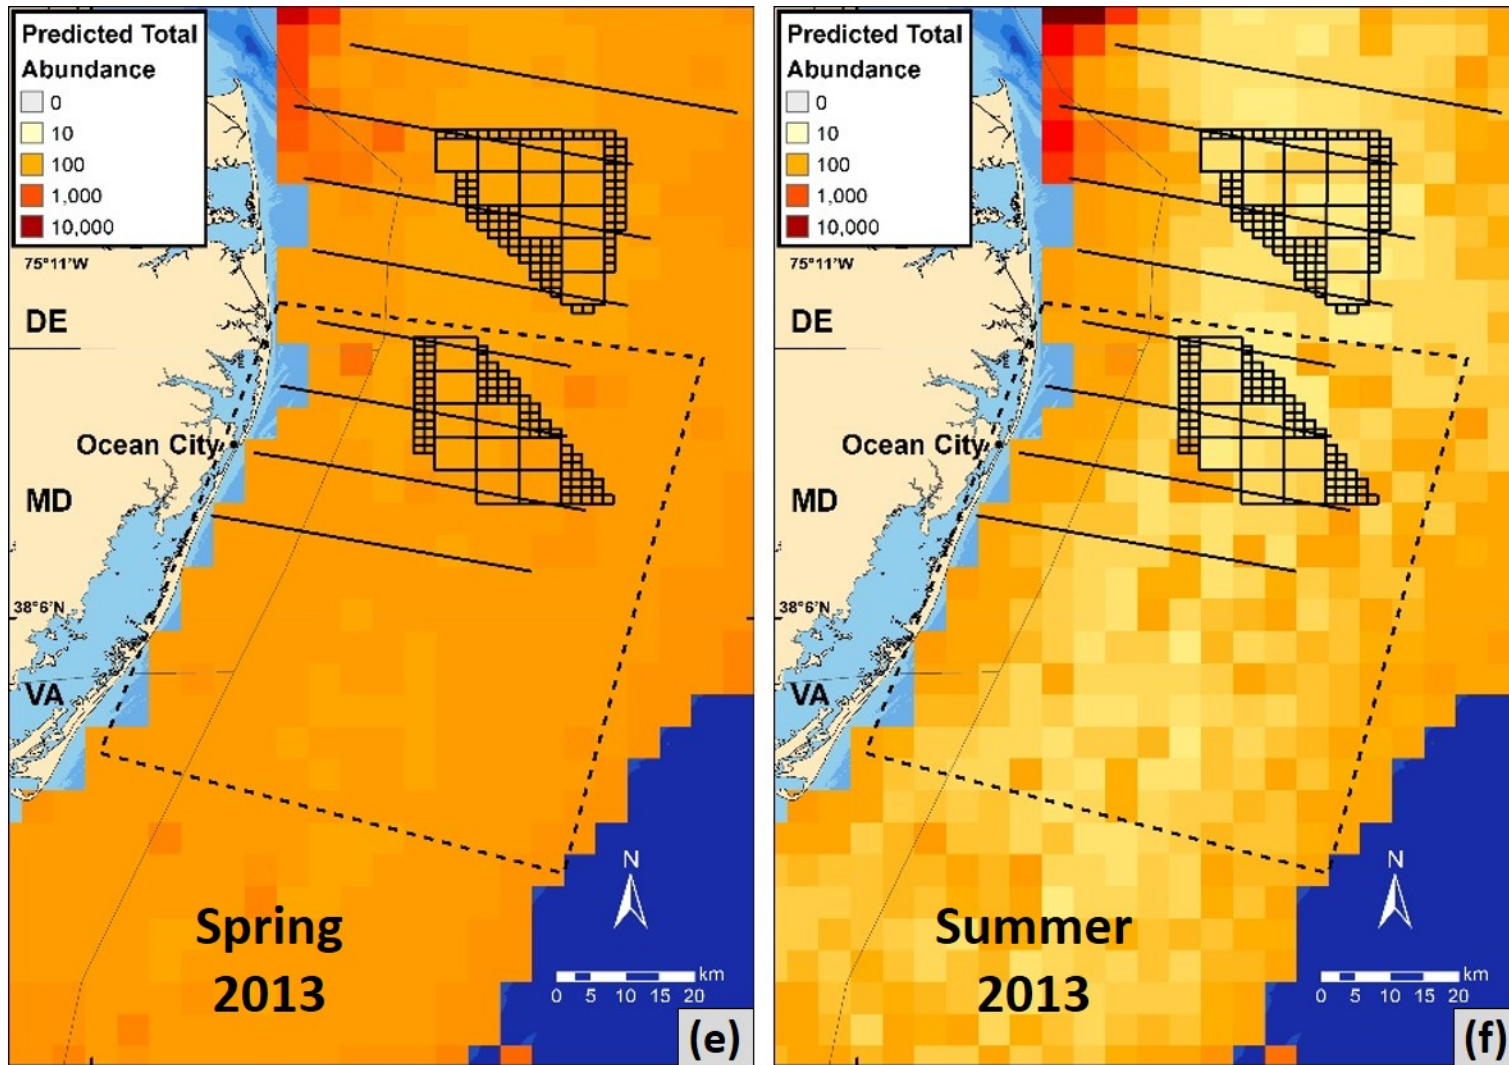 Predicted Total
Abundance
0
10
100
1,000
10,000
75°11'W
DE
Ocean City
MD
38°6'N
VA
Spring
2013
N
km
0 5 10 15 20
(e)
Predicted Total
Abundance
0
10
100
1,000
10,000
75°11'W
DE
Ocean City
MD
38°6'N
VA
Summer
2013
N
km
0 5 10 15 20
(f)